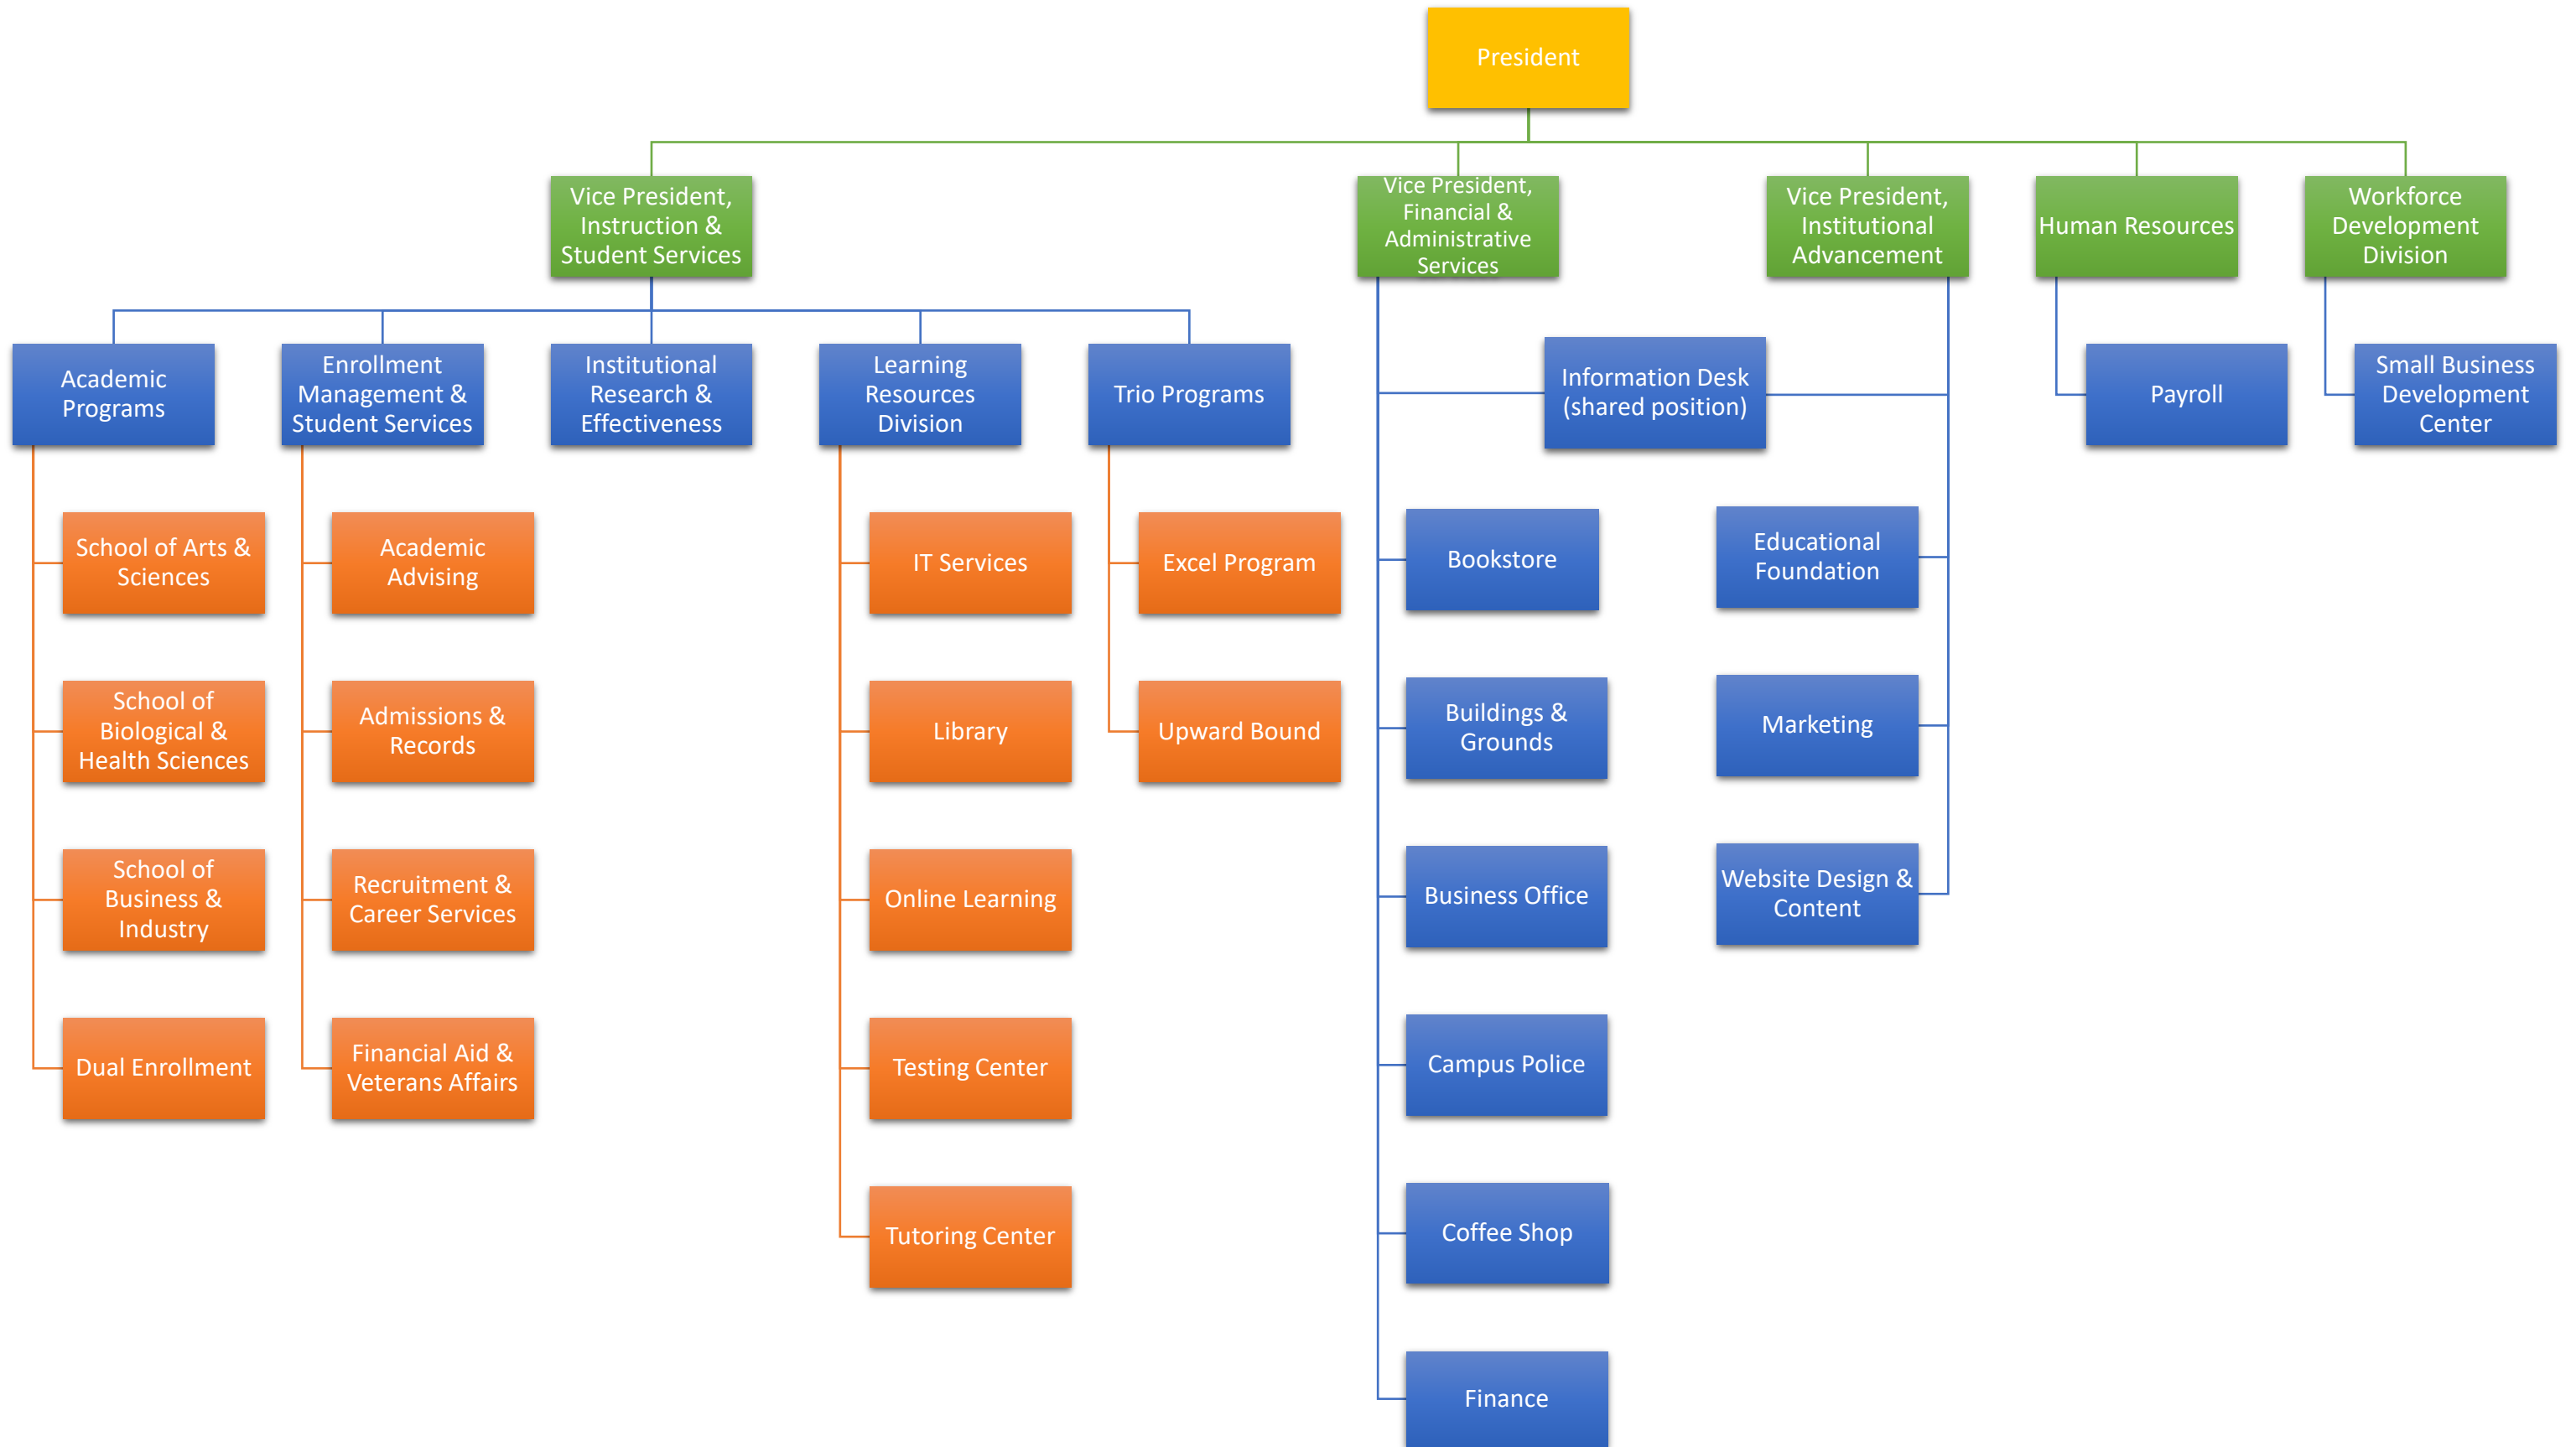 President
Vice President,
Instruction &
Student Services
Vice President,
Financial &
Administrative
Services
Vice President,
Institutional
Advancement
Human Resources
Workforce
Development
Division
Academic
Programs
Enrollment
Management &
Student Services
Institutional
Research &
Effectiveness
Learning
Resources
Division
Trio Programs
Information Desk
(shared position)
Payroll
Small Business
Development
Center
School of Arts &
Sciences
Academic
Advising
IT Services
Excel Program
Bookstore
Educational
Foundation
School of
Biological &
Health Sciences
Admissions &
Records
Library
Upward Bound
Buildings &
Grounds
Marketing
School of
Business &
Industry
Recruitment &
Career Services
Online Learning
Business Office
Website Design &
Content
Dual Enrollment
Financial Aid &
Veterans Affairs
Testing Center
Campus Police
Tutoring Center
Coffee Shop
Finance